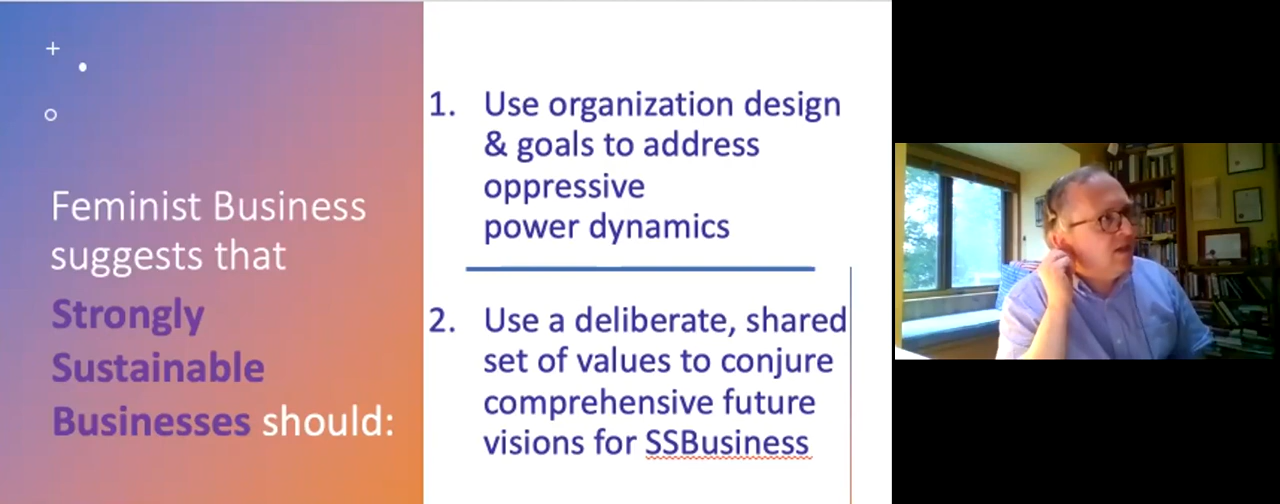 Feminist Business
suggests that
Strongly
Sustainable
Businesses should:
1. Use organization design
& goals to address
oppressive
power dynamics
2. Use a deliberate, shared
set of values to conjure
comprehensive future
visions for SSBusiness